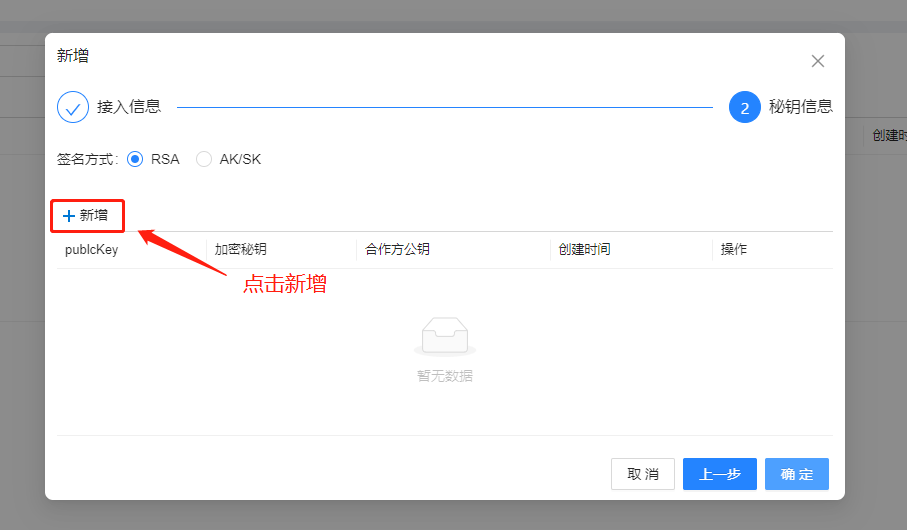 新增
接入信息
2 秘钥信息
创建时
签名方式: RSA AK/SK
新增
publcKey 加密秘钥 合作方公钥 创建时间 操作
点击新增
暂无数据
取 消 上一步 确 定